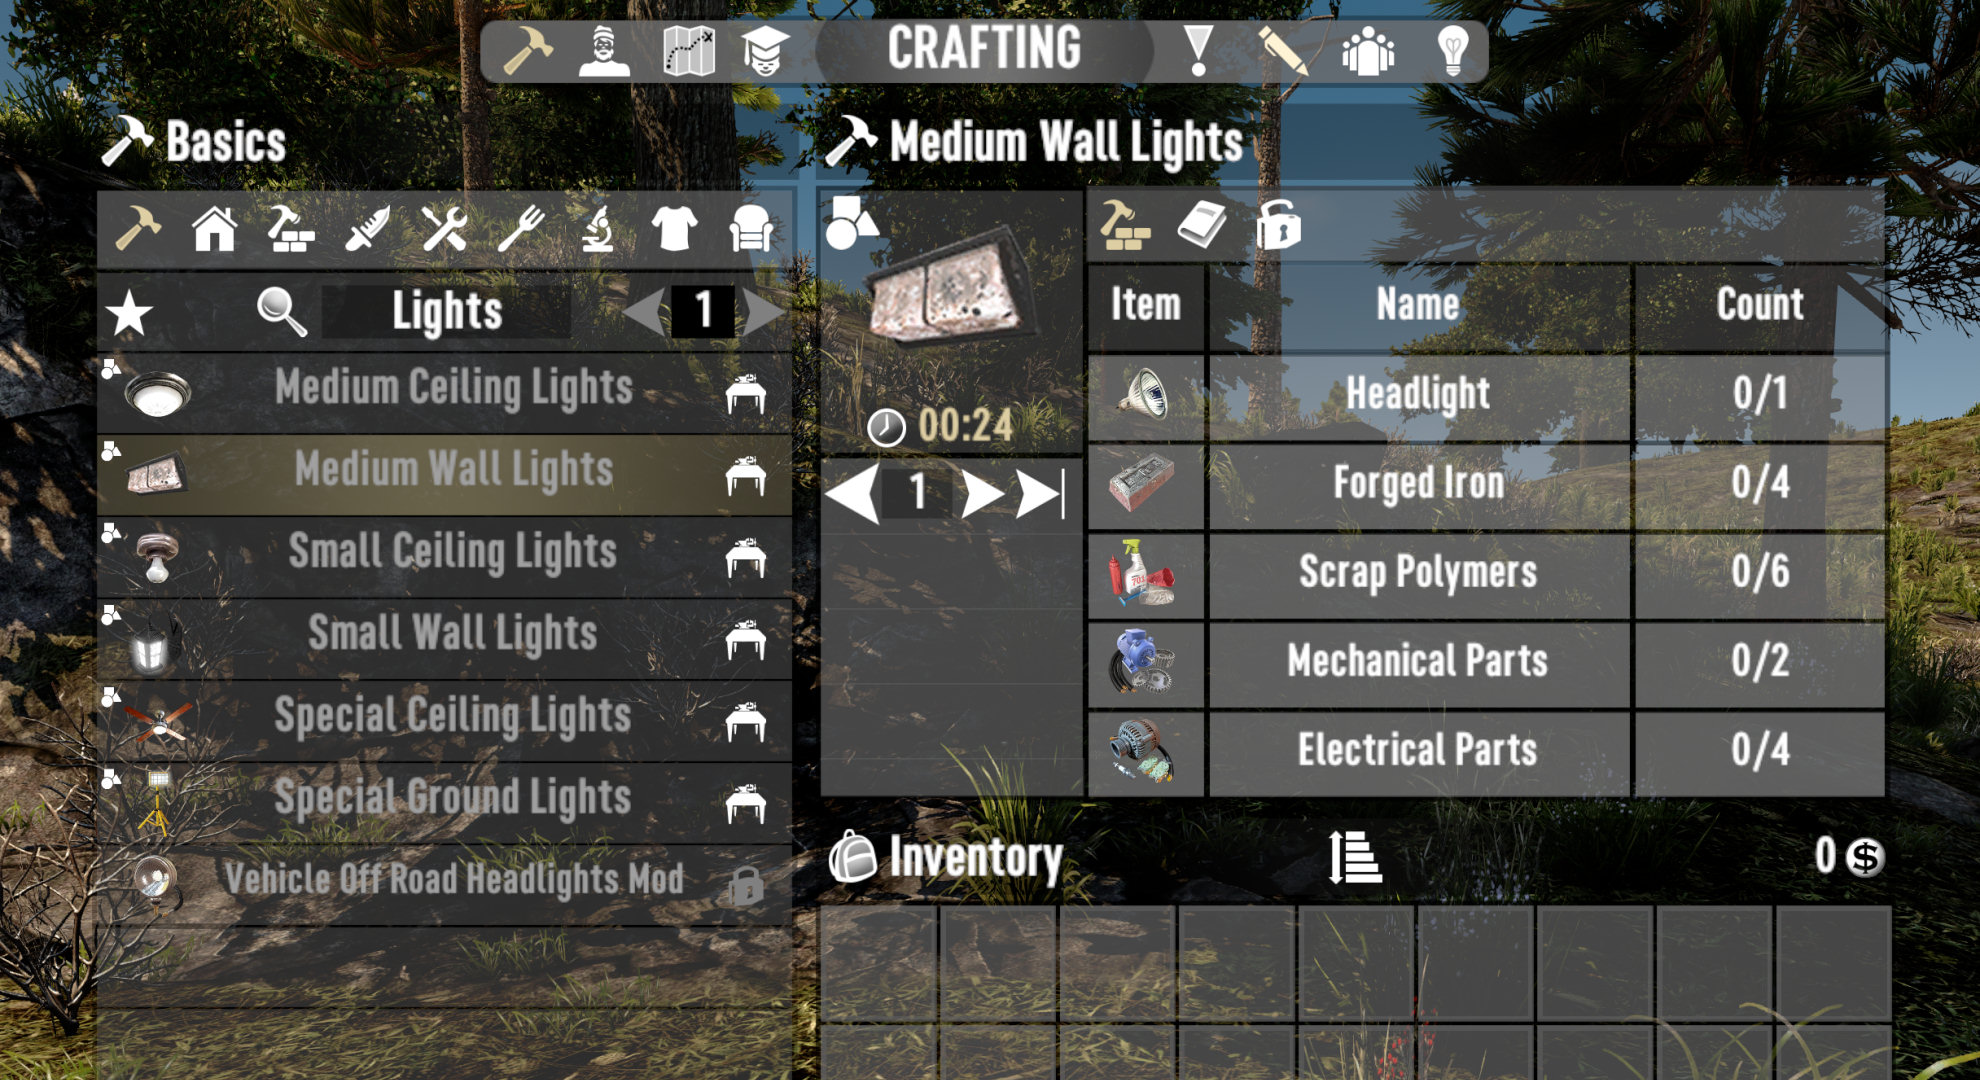 CRAFTING
Basics
Lights
1
Medium Ceiling Lights
Medium Wall Lights
Small Ceiling Lights
Small Wall Lights
Special Ceiling Lights
Special Ground Lights
Vehicle Off Road Headlights Mod
Medium Wall Lights
00:24
1
Item Name Count
Headlight 0/1
Forged Iron 0/4
Scrap Polymers 0/6
Mechanical Parts 0/2
Electrical Parts 0/4
Inventory
0 $